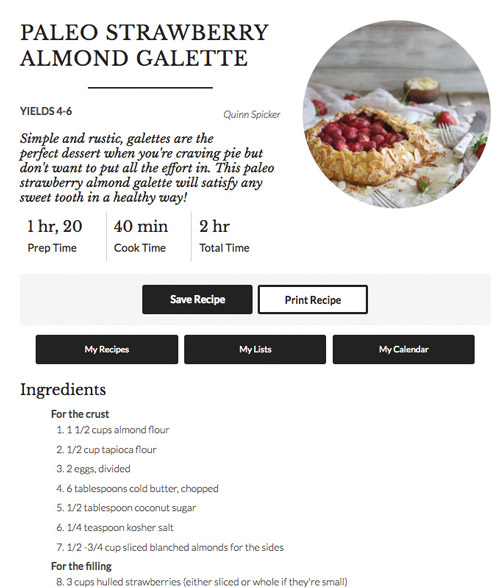 PALEO STRAWBERRY
ALMOND GALETTE
YIELDS 4-6
Quinn Spicker
Simple and rustic, galettes are the
perfect dessert when you're craving pie but
don't want to put all the effort in. This paleo
strawberry almond galette will satisfy any
sweet tooth in a healthy way!
1 hr, 20
Prep Time
40 min
Cook Time
2 hr
Total Time
Save Recipe
Print Recipe
My Recipes
My Lists
My Calendar
Ingredients
For the crust
1. 1 1/2 cups almond flour
2. 1/2 cup tapioca flour
3. 2 eggs, divided
4. 6 tablespoons cold butter, chopped
5. 1/2 tablespoon coconut sugar
6. 1/4 teaspoon kosher salt
7. 1/2 -3/4 cup sliced blanched almonds for the sides
For the filling
8. 3 cups hulled strawberries (either sliced or whole if they're small)